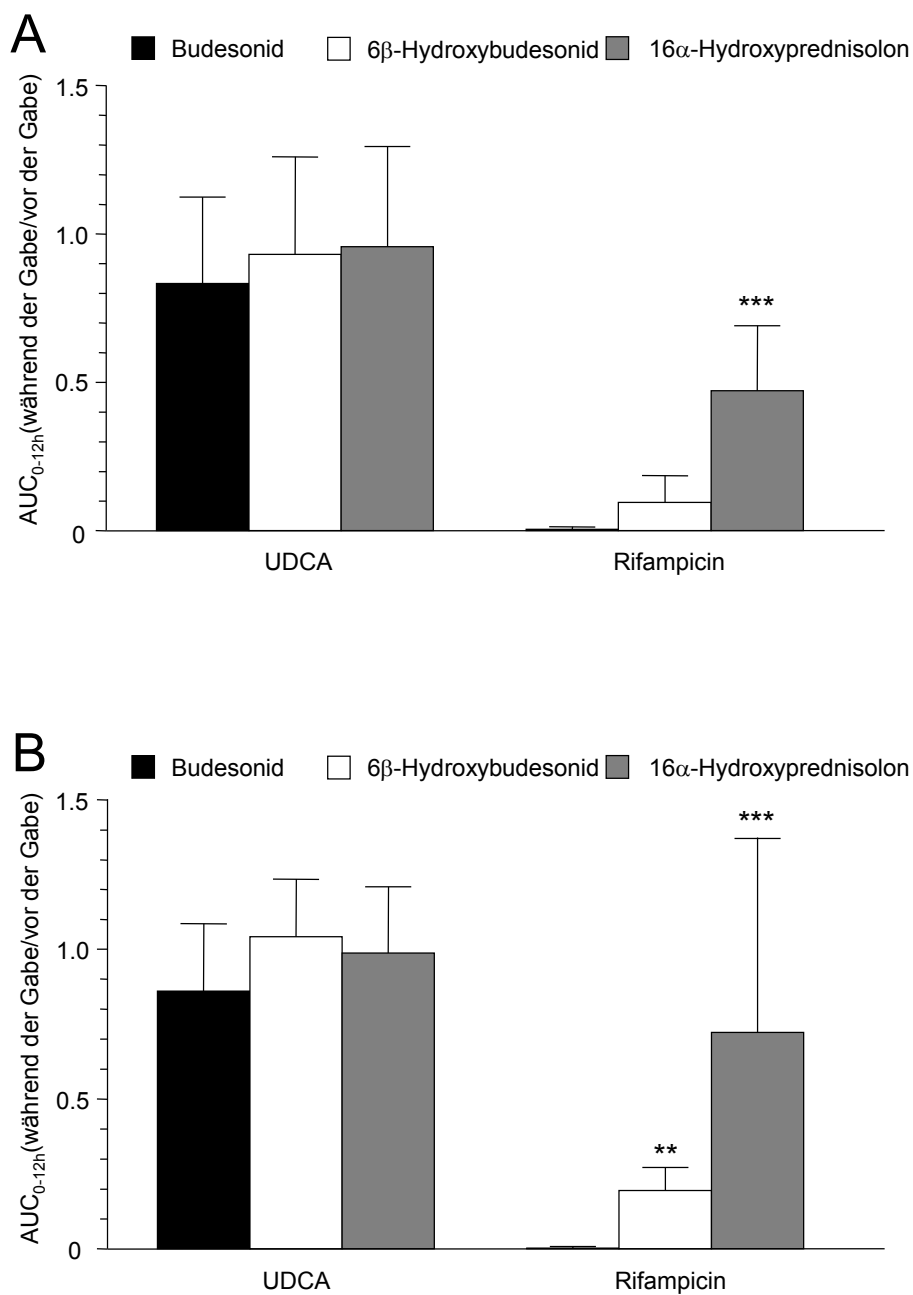 A
Budesonid 6β-Hydroxybudesonid 16α-Hydroxyprednisolon
AUC0-12h(während der Gabe/vor der Gabe)
1.5
1.0
***
0.5
0
UDCA Rifampicin
B
Budesonid 6β-Hydroxybudesonid 16α-Hydroxyprednisolon
AUC0-12h(während der Gabe/vor der Gabe)
1.5
***
1.0
0.5
**
0
UDCA Rifampicin